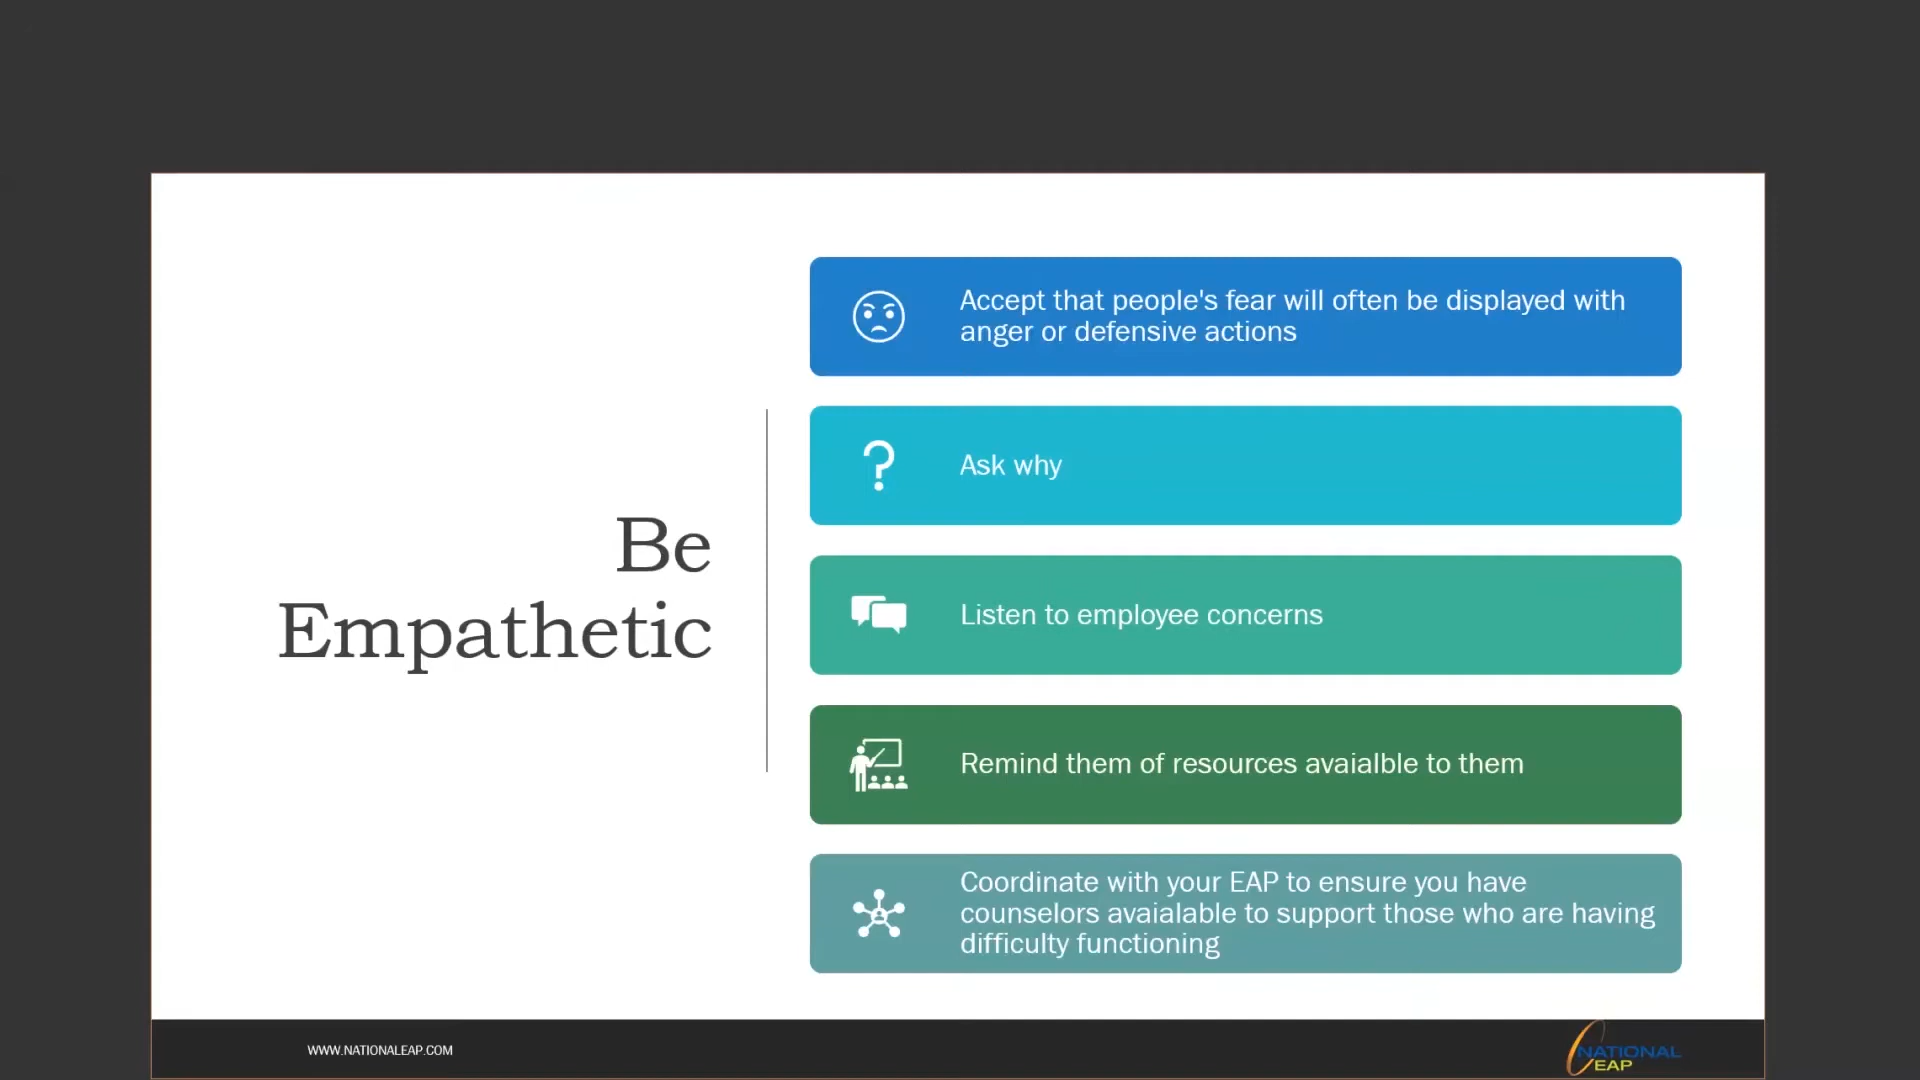 Be
Empathetic
Accept that people's fear will often be displayed with
anger or defensive actions
Ask why
Listen to employee concerns
Remind them of resources avaialble to them
Coordinate with your EAP to ensure you have
counselors avaialable to support those who are having
difficulty functioning
WWW.NATIONALEAP.COM
NATIONAL
EAP